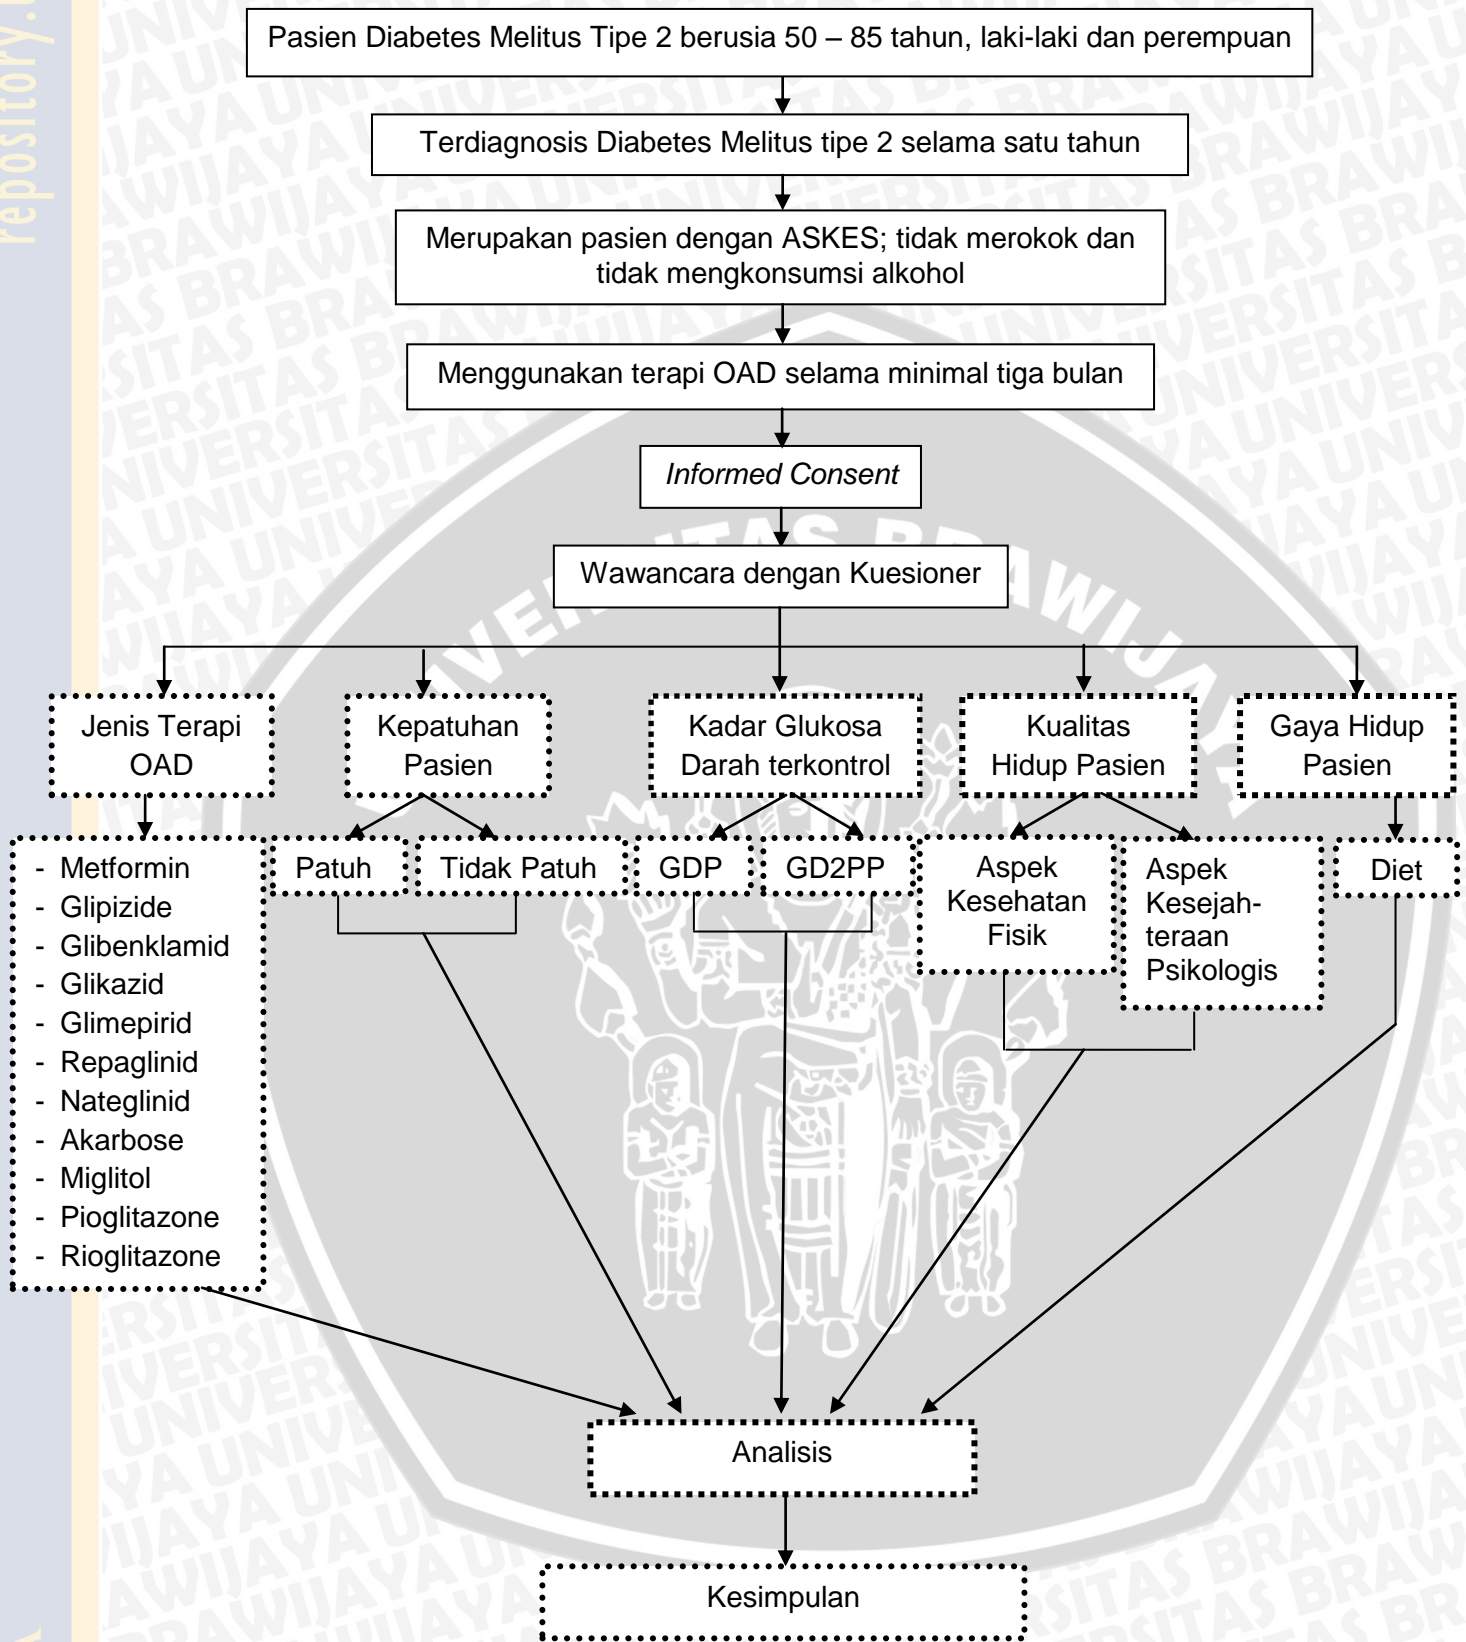 repository.u
Pasien Diabetes Melitus Tipe 2 berusia 50 – 85 tahun, laki-laki dan perempuan
Terdiagnosis Diabetes Melitus tipe 2 selama satu tahun
Merupakan pasien dengan ASKES; tidak merokok dan
tidak mengkonsumsi alkohol
Menggunakan terapi OAD selama minimal tiga bulan
Informed Consent
Wawancara dengan Kuesioner
Jenis Terapi
OAD
Kepatuhan
Pasien
Kadar Glukosa
Darah terkontrol
Kualitas
Hidup Pasien
Gaya Hidup
Pasien
- Metformin
- Glipizide
- Glibenklamid
- Glikazid
- Glimepirid
- Repaglinid
- Nateglinid
- Akarbose
- Miglitol
- Pioglitazone
- Rioglitazone
Patuh
Tidak Patuh
GDP
GD2PP
Aspek
Kesehatan
Fisik
Aspek
Kesejah-
teraan
Psikologis
Diet
Analisis
Kesimpulan